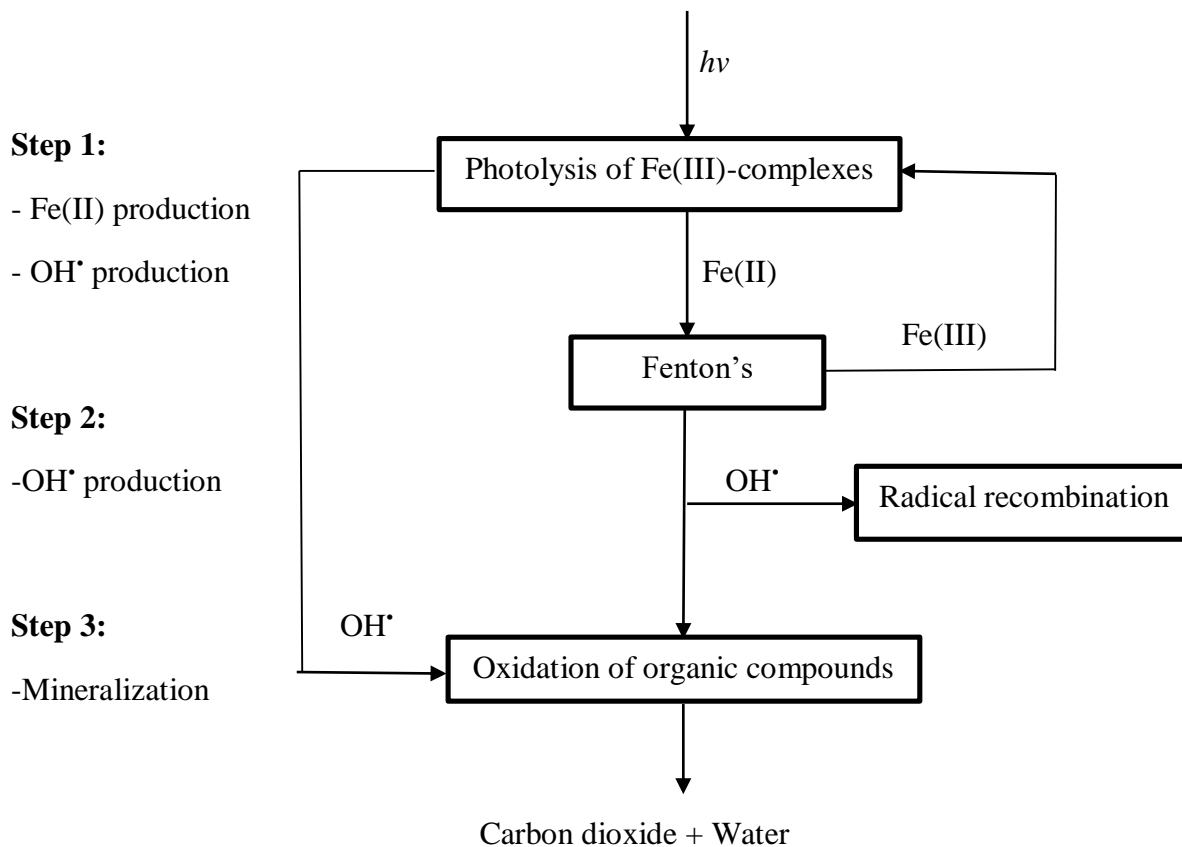 hv
Step 1:
Photolysis of Fe(III)-complexes
- Fe(II) production
- OH• production
Fe(II)
Fe(III)
Fenton’s
Step 2:
-OH• production
OH•
Radical recombination
Step 3:
OH•
Oxidation of organic compounds
-Mineralization
Carbon dioxide + Water